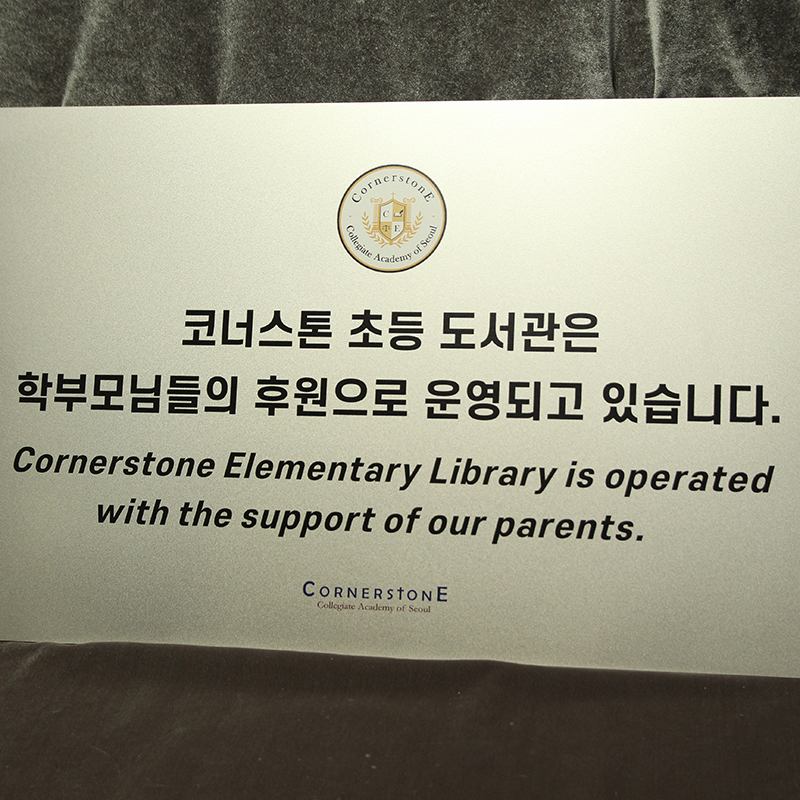 CornerstonE
C
E
Collegiate Academy of Seoul
코너스톤 초등 도서관은
학부모님들의 후원으로 운영되고 있습니다.
Cornerstone Elementary Library is operated
with the support of our parents.
CORNERSTONE
Collegiate Academy of Seoul